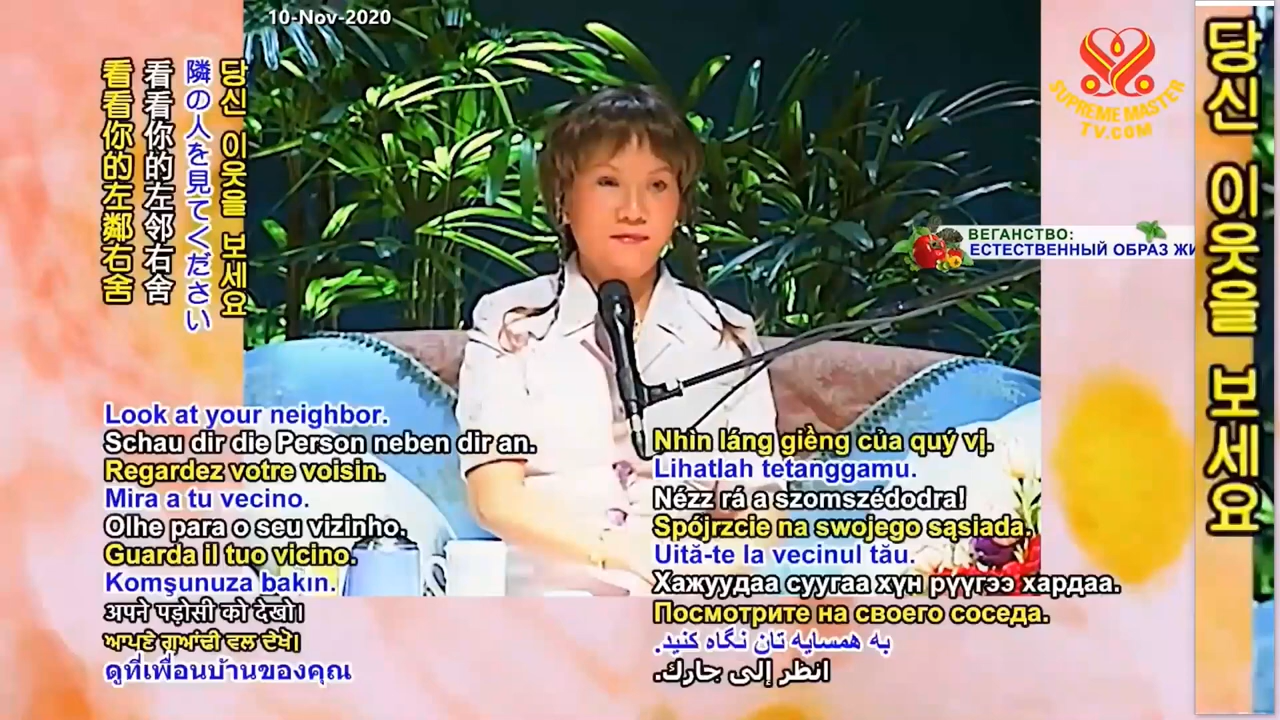 10-Nov-2020
SUPREME MASTER
TV.COM
당신 이웃을 보세요
隣の人を見てください
看看你的左邻右舍
看看你的左鄰右舍
당신 이웃을 보세요
ВЕГАНСТВО:
ЕСТЕСТВЕННЫЙ ОБРАЗ
Look at your neighbor.
Schau dir die Person neben dir an.
Regardez votre voisin.
Mira a tu vecino.
Olhe para o seu vizinho.
Guarda il tuo vicino.
Komşunuza bakın.
अपने पड़ोसी को देखो।
ਆਪਣੇ ਗੁਆਂਢੀ ਵਲ ਦੇਖੋ।
ดูที่เพื่อนบ้านของคุณ
Nhìn láng giềng của quý vị.
Lihatlah tetanggamu.
Nézz rá a szomszédodra!
Spójrzcie na swojego sąsiada.
Uită-te la vecinul tău.
Хажуудаа суугаа хүн рүүгээ хардаа.
Посмотрите на своего соседа.
به همسایه تان نگاه کنید.
انظر إلى جارك.